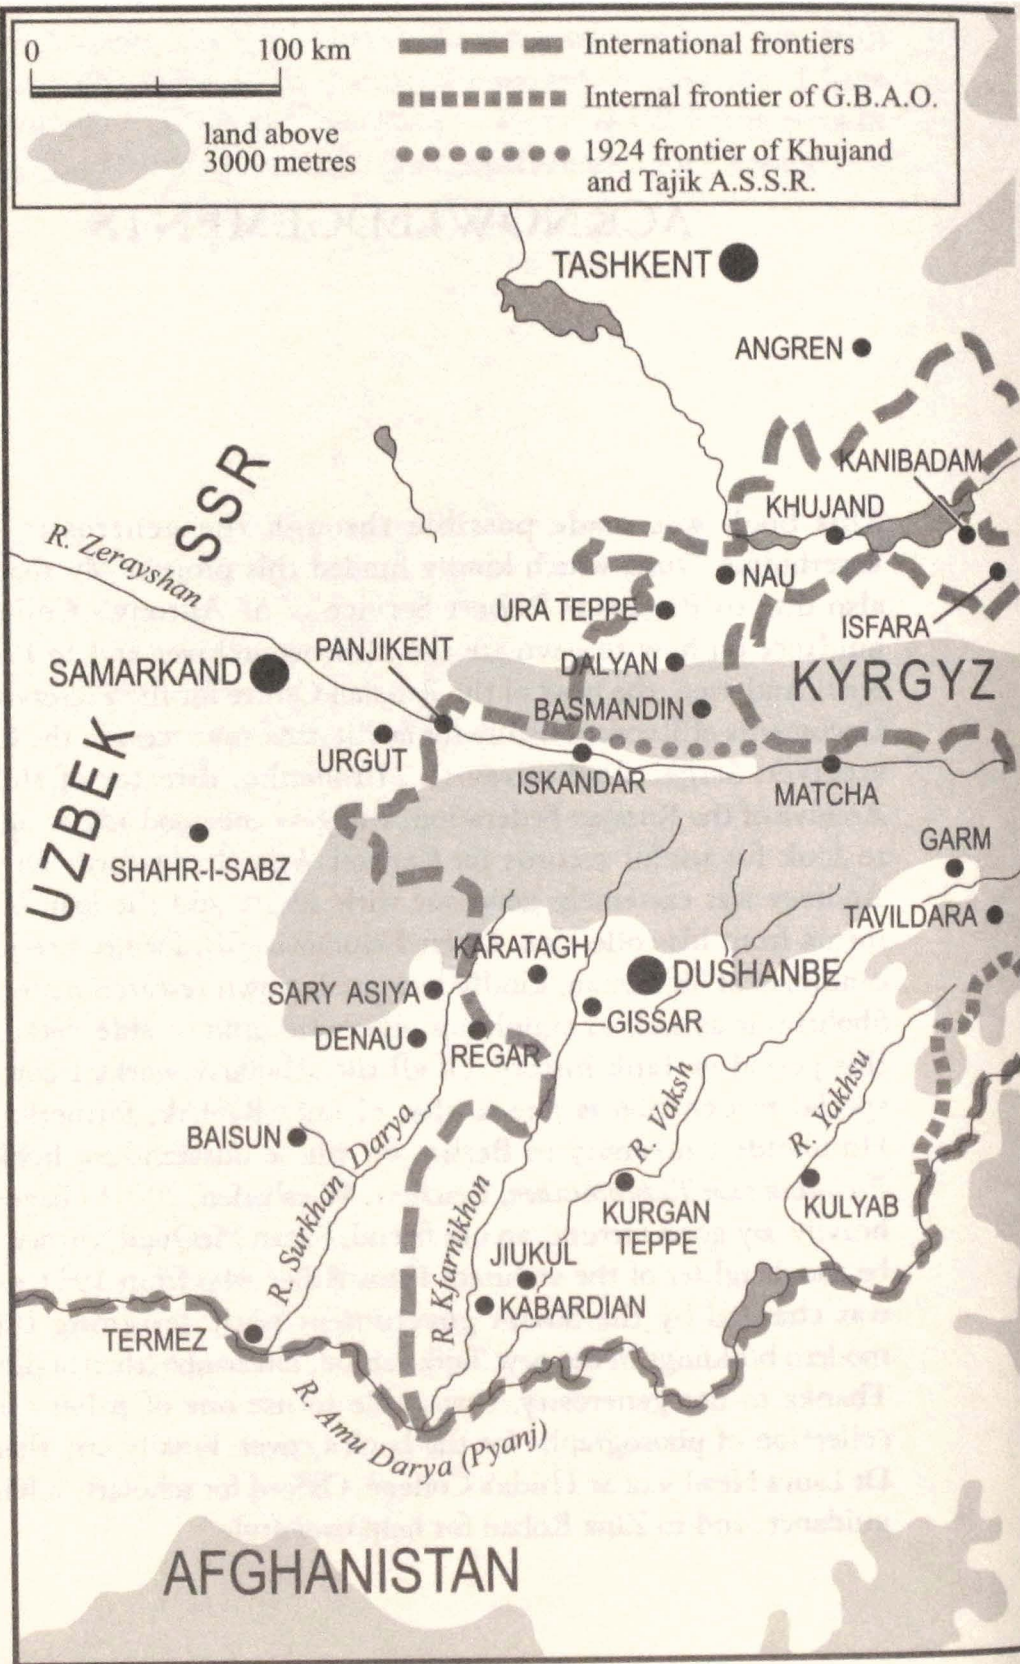 0 100 km
land above
3000 metres
International frontiers
Internal frontier of G.B.A.O.
1924 frontier of Khujand
and Tajik A.S.S.R.
TASHKENT
ANGREN
KANIBADAM
KHUJAND
UZBEK SSR
R. Zerayshan
NAU
URA TEPPE
ISFARA
PANJIKENT
DALYAN
SAMARKAND
KYRGYZ
BASMANDIN
URGUT
ISKANDAR
MATCHA
SHAHR-I-SABZ
GARM
TAVILDARA
KARATAGH
DUSHANBE
SARY ASIYA
GISSAR
DENAU
REGAR
R. Vaksh
R. Yakhsu
BAISUN
R. Surkhan Darya
R. Kfarnikhon
KURGAN
TEPPE
KULYAB
JIUKUL
KABARDIAN
TERMEZ
R. Amu Darya (Pyanj)
AFGHANISTAN